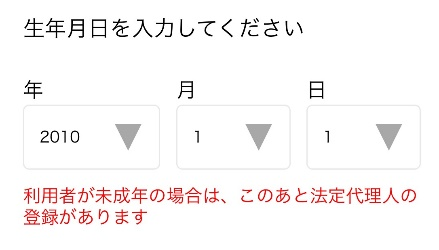 生年月日を入力してください
年 月 日
2010 1 1
利用者が未成年の場合は、このあと法定代理人の
登録があります